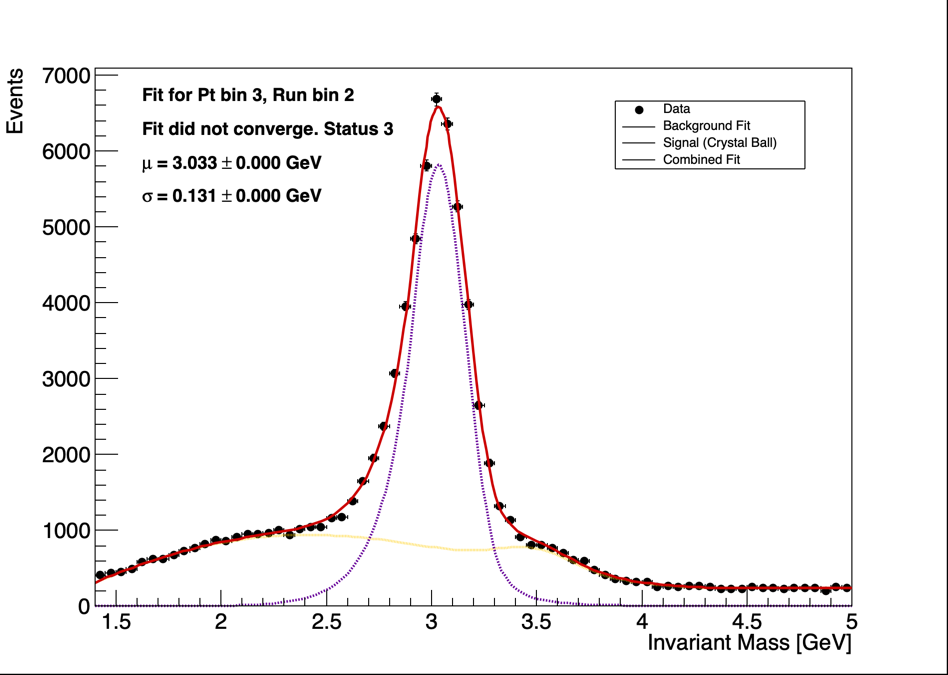 Events
7000
6000
5000
4000
3000
2000
1000
0
Fit for Pt bin 3, Run bin 2
Fit did not converge. Status 3
μ = 3.033 ± 0.000 GeV
σ = 0.131 ± 0.000 GeV
Data
Background Fit
Signal (Crystal Ball)
Combined Fit
1.5 2 2.5 3 3.5 4 4.5 5
Invariant Mass [GeV]